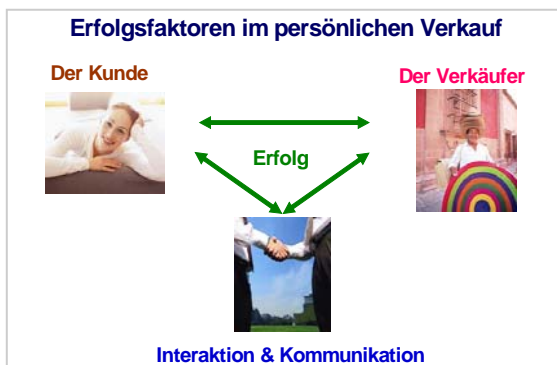 Erfolgsfaktoren im persönlichen Verkauf
Der Kunde
Der Verkäufer
Erfolg
Interaktion & Kommunikation